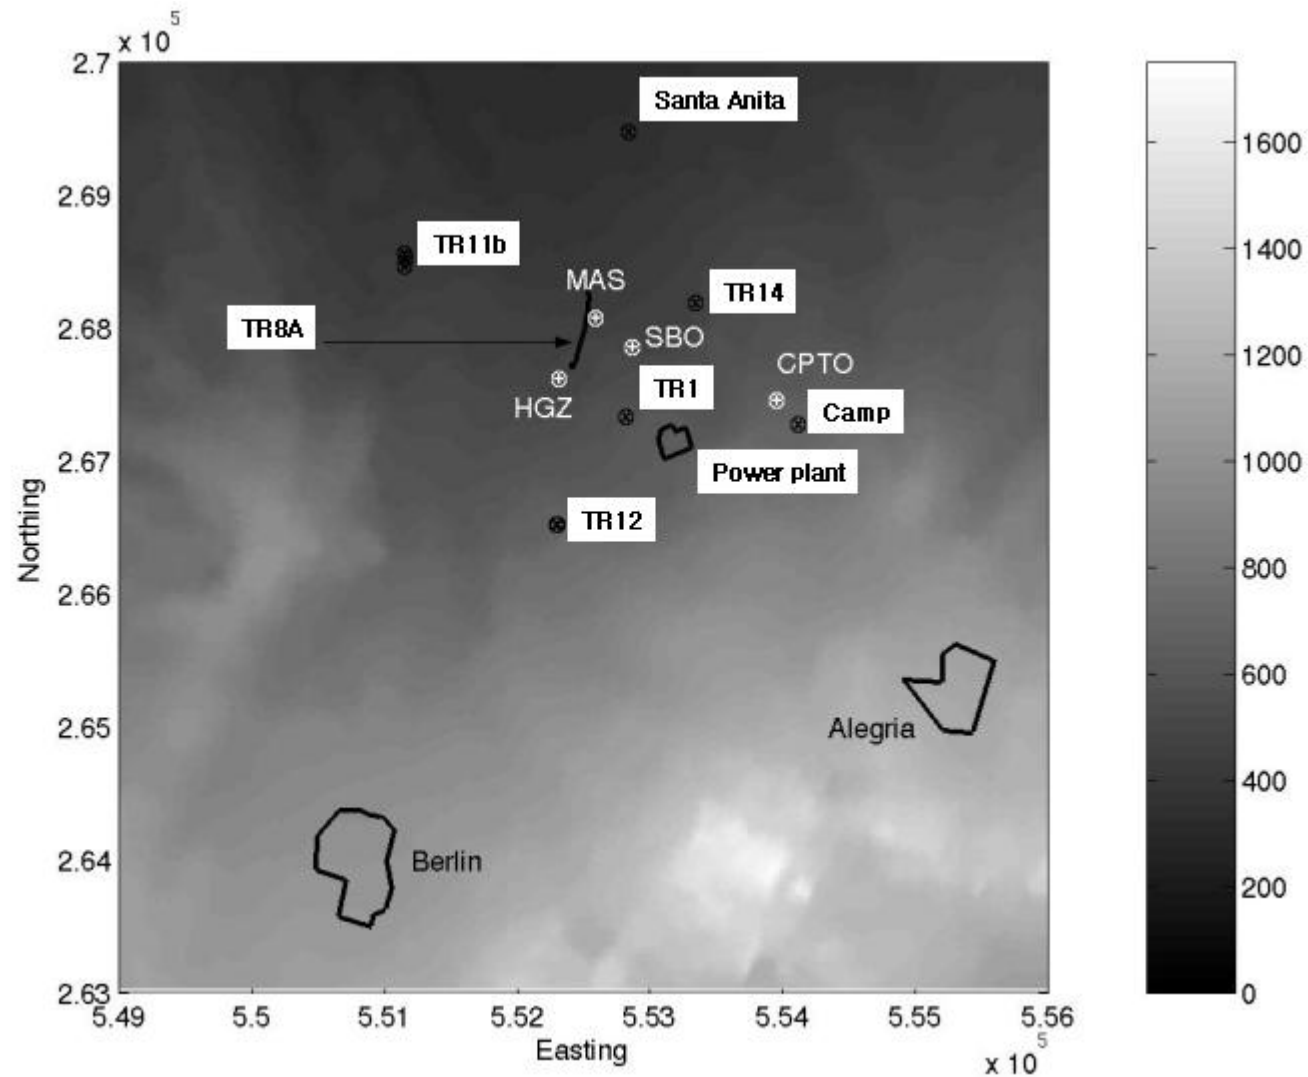 x 10^5
2.7
Santa Anita
1600
2.69
TR11b
1400
MAS
TR14
TR8A
2.68
SBO
1200
CPTO
TR1
HGZ
Camp
2.67
1000
Power plant
TR12
Northing
2.66
800
600
2.65
Alegria
400
2.64
Berlin
200
2.63
0
5.49 5.5 5.51 5.52 5.53 5.54 5.55 5.56
Easting
x 10^5